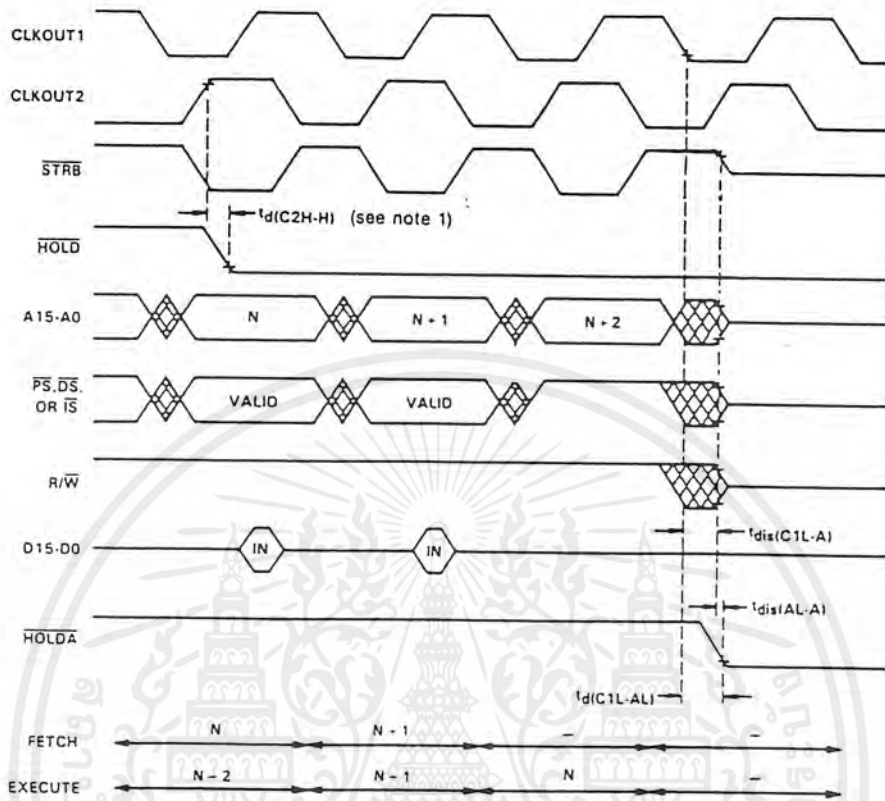 CLKOUT1
CLKOUT2
STRB
td(C2H-H) (see note 1)
HOLD
A15-A0 N N + 1 N + 2
PS, DS,
OR IS VALID VALID
R/W
tdis(C1L-A)
D15-D0 IN IN
tdis(AL-A)
HOLDA
td(C1L-AL)
FETCH N N + 1 – –
EXECUTE N – 2 N – 1 N –